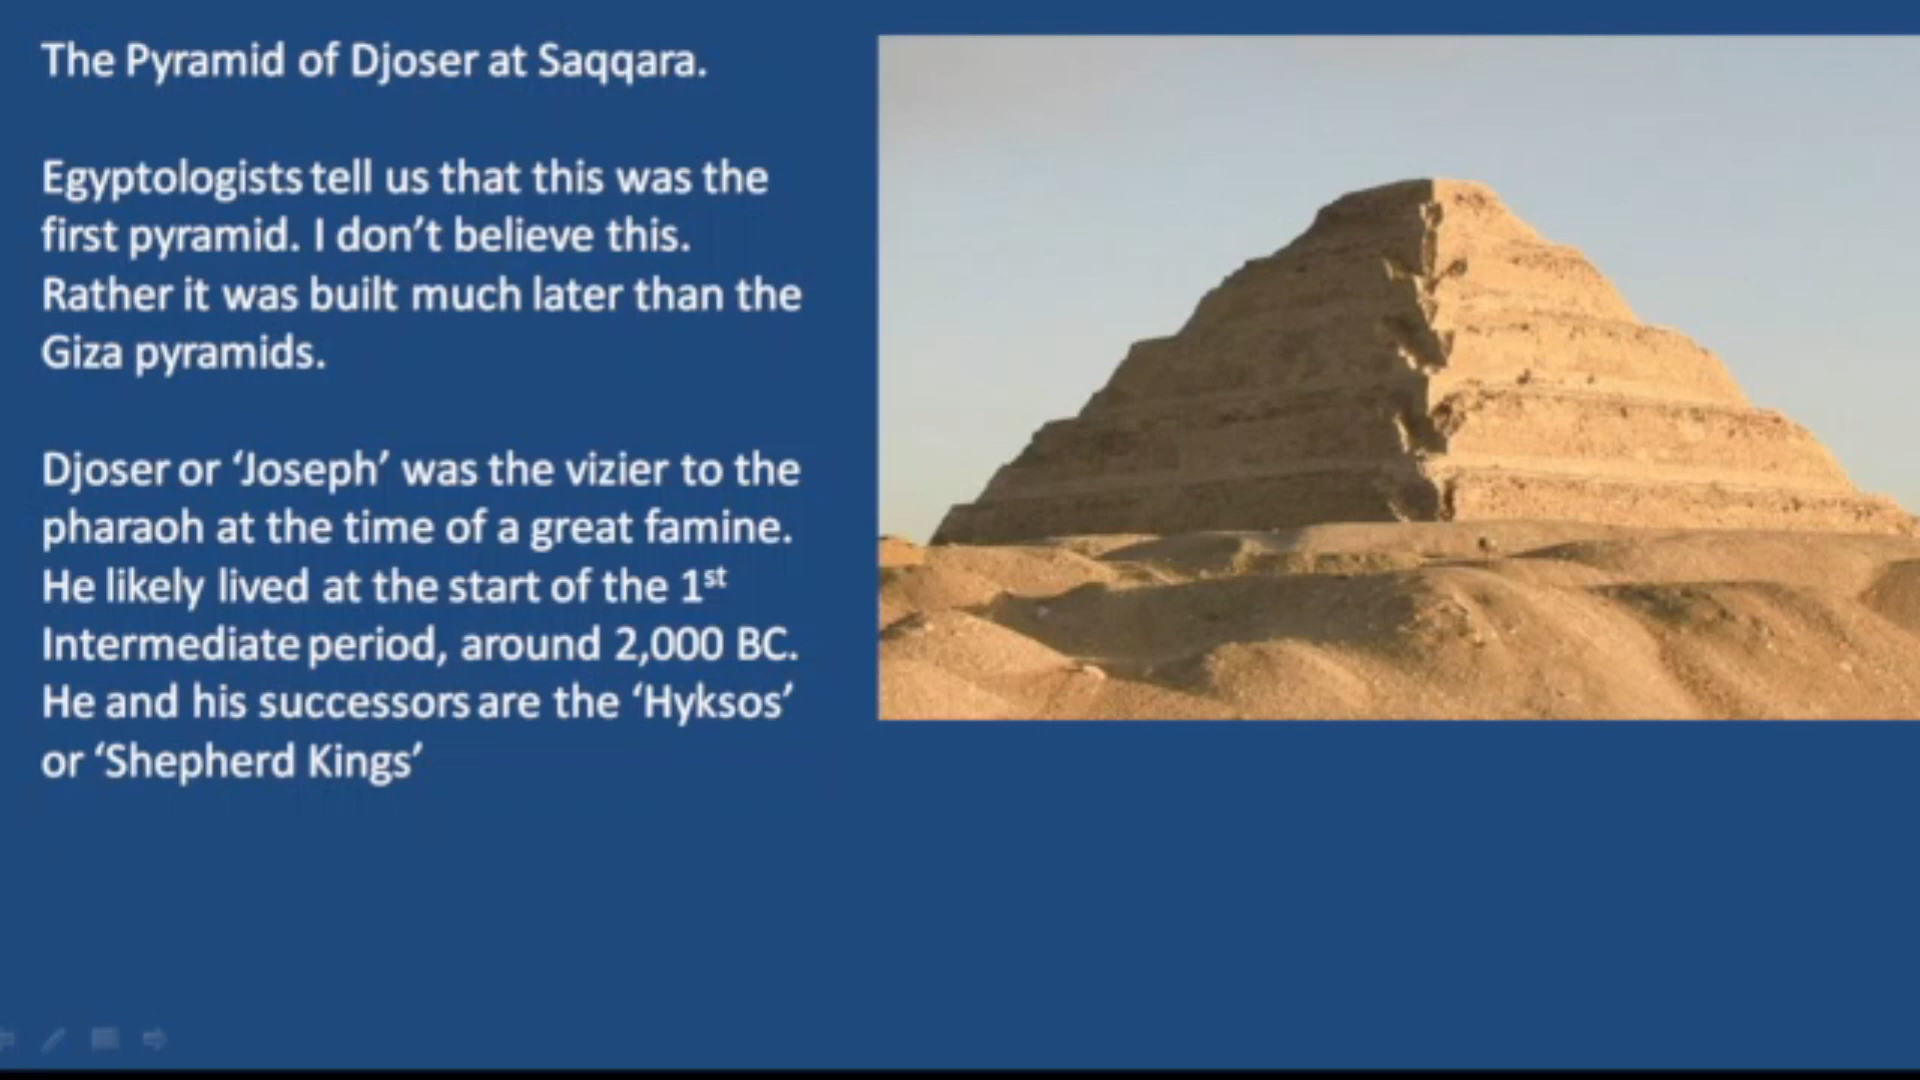 The Pyramid of Djoser at Saqqara.
Egyptologists tell us that this was the
first pyramid. I don’t believe this.
Rather it was built much later than the
Giza pyramids.
Djoser or ‘Joseph’ was the vizier to the
pharaoh at the time of a great famine.
He likely lived at the start of the 1st
Intermediate period, around 2,000 BC.
He and his successors are the ‘Hyksos’
or ‘Shepherd Kings’